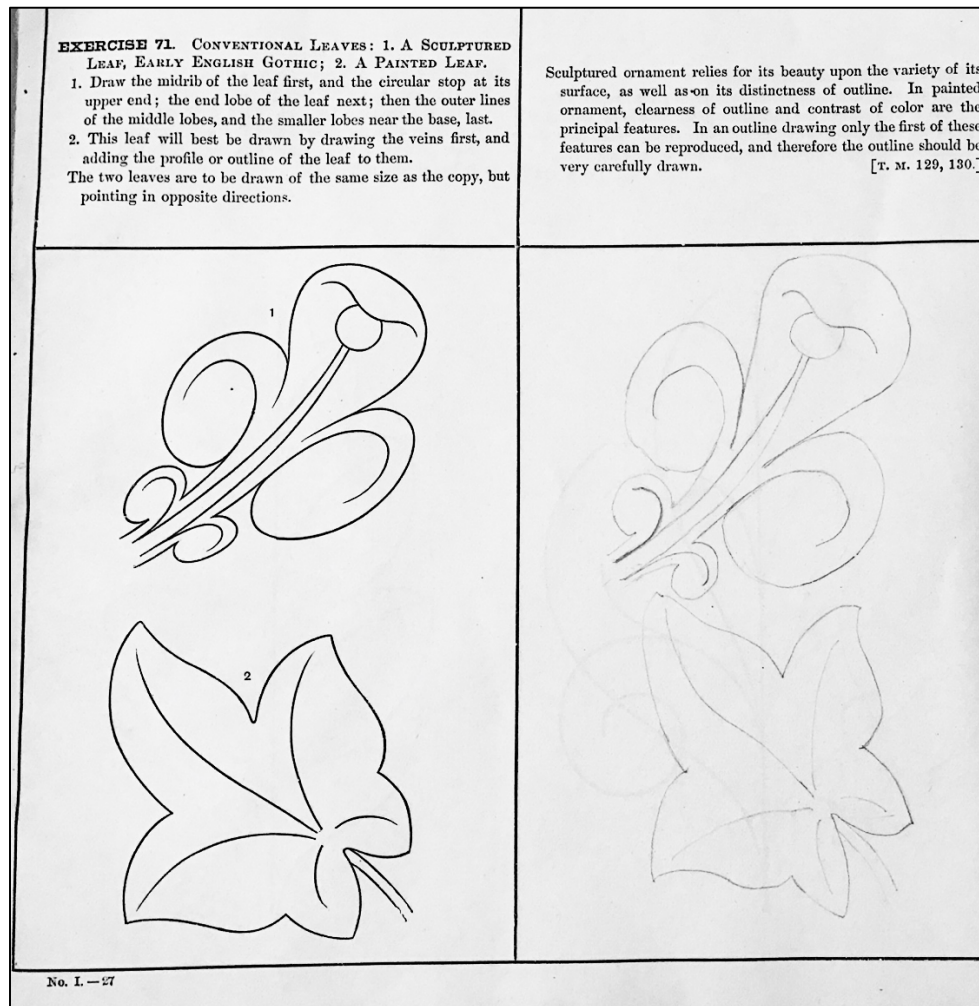 EXERCISE 71. CONVENTIONAL LEAVES: 1. A SCULPTURED
LEAF, EARLY ENGLISH GOTHIC; 2. A PAINTED LEAF.
1. Draw the midrib of the leaf first, and the circular stop at its
upper end; the end lobe of the leaf next; then the outer lines
of the middle lobes, and the smaller lobes near the base, last.
2. This leaf will best be drawn by drawing the veins first, and
adding the profile or outline of the leaf to them.
The two leaves are to be drawn of the same size as the copy, but
pointing in opposite directions.
Sculptured ornament relies for its beauty upon the variety of its
surface, as well as on its distinctness of outline. In painted
ornament, clearness of outline and contrast of color are the
principal features. In an outline drawing only the first of these
features can be reproduced, and therefore the outline should be
very carefully drawn. [T. M. 129, 130.]
1
2
No. I.—27